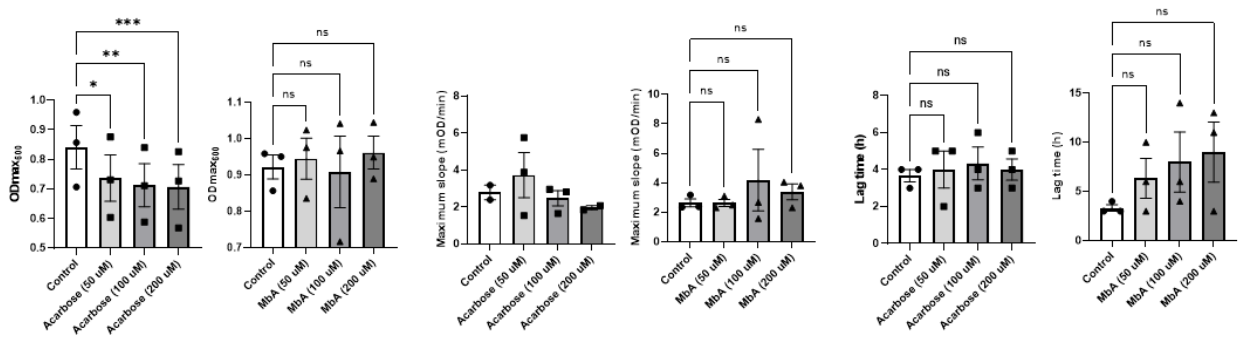 ***
**
*
ODmax600
1.0
0.9
0.8
0.7
0.6
0.5
Control
Acarbose (50 uM)
Acarbose (100 uM)
Acarbose (200 uM)
ns
ns
ns
ODmax600
1.1
1.0
0.9
0.8
0.7
Control
MbA (50 uM)
MbA (100 uM)
MbA (200 uM)
Maximum slope (mOD/min)
8
6
4
2
0
Control
Acarbose (50 uM)
Acarbose (100 uM)
Acarbose (200 uM)
ns
ns
ns
Maximum slope (mOD/min)
10
8
6
4
2
0
Control
MbA (50 uM)
MbA (100 uM)
MbA (200 uM)
ns
ns
ns
Lag time (h)
8
6
4
2
0
Control
Acarbose (50 uM)
Acarbose (100 uM)
Acarbose (200 uM)
ns
ns
ns
Lag time (h)
15
10
5
0
Control
MbA (50 uM)
MbA (100 uM)
MbA (200 uM)